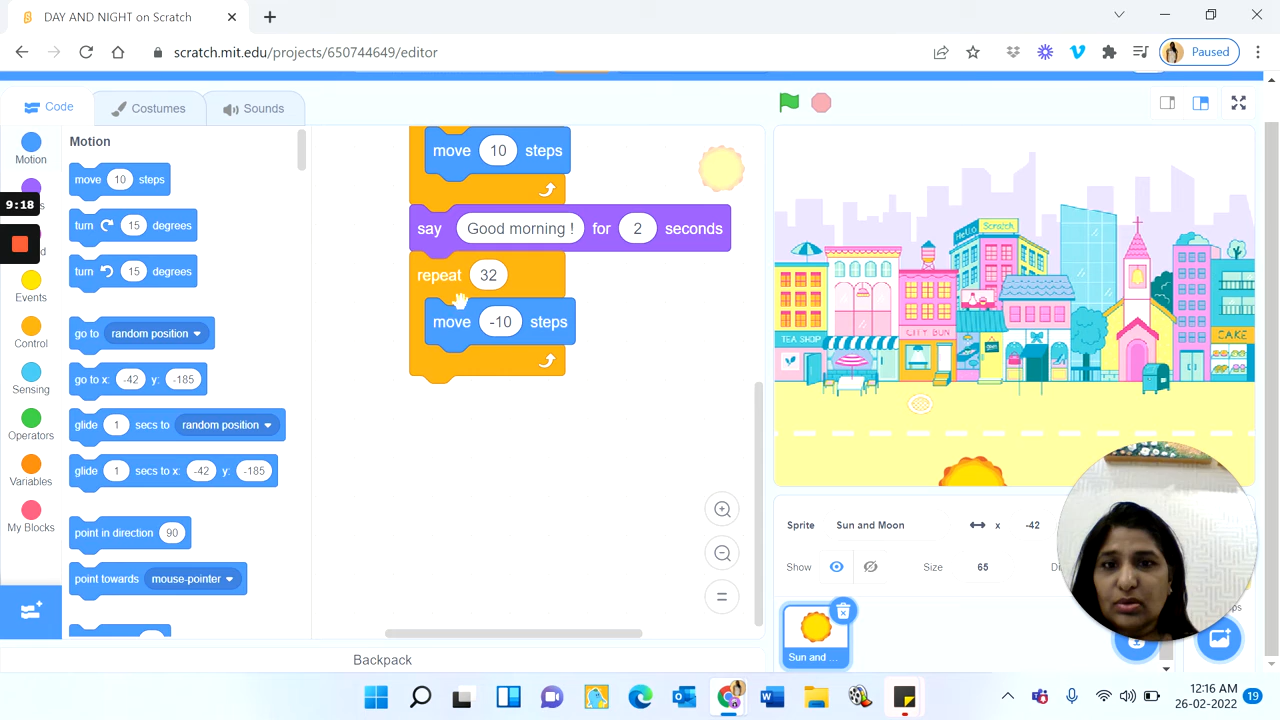 DAY AND NIGHT on Scratch
scratch.mit.edu/projects/650744649/editor
Paused
Code
Costumes
Sounds
Motion
Motion
move 10 steps
turn 15 degrees
turn 15 degrees
go to random position
go to x: -42 y: -185
glide 1 secs to random position
glide 1 secs to x: -42 y: -185
point in direction 90
point towards mouse-pointer
9:18
Events
Control
Sensing
Operators
Variables
My Blocks
move 10 steps
say Good morning ! for 2 seconds
repeat 32
move -10 steps
Hello Scratch
TEA SHOP
CAKE
Sprite Sun and Moon x -42
Show Size 65
Sun and ...
Backpack
12:16 AM
26-02-2022
19